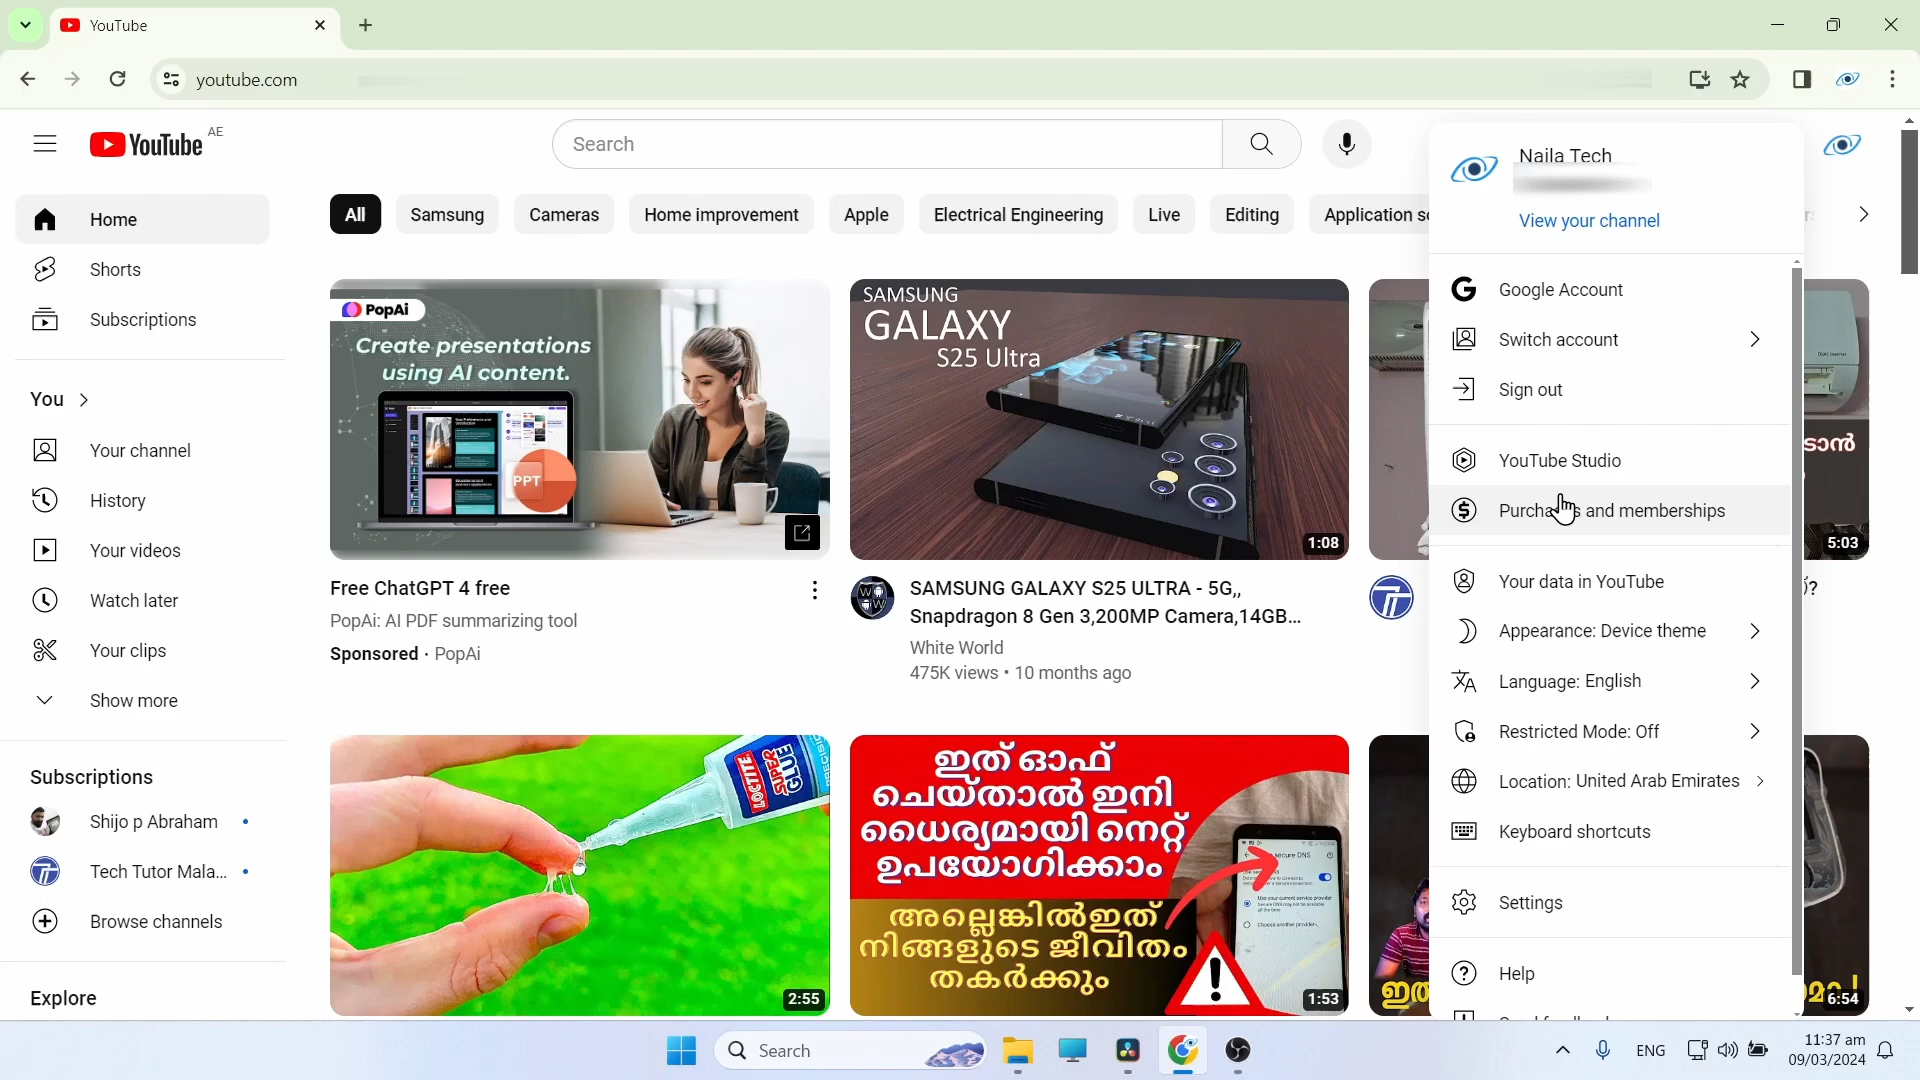 YouTube
youtube.com
YouTube AE
Search
Home
Shorts
Subscriptions
You
Your channel
History
Your videos
Watch later
Your clips
Show more
Subscriptions
Shijo p Abraham
Tech Tutor Mala...
Browse channels
Explore
All
Samsung
Cameras
Home improvement
Apple
Electrical Engineering
Live
Editing
PopAi
Create presentations
using AI content.
PPT
Free ChatGPT 4 free
PopAi: AI PDF summarizing tool
Sponsored · PopAi
SAMSUNG
GALAXY
S25 Ultra
1:08
SAMSUNG GALAXY S25 ULTRA - 5G,,
Snapdragon 8 Gen 3,200MP Camera,14GB...
White World
475K views • 10 months ago
5:03
LOCTITE
SUPER
GLUE
2:55
ഇത് ഓഫ്
ചെയ്താൽ ഇനി
ധൈര്യമായി നെറ്റ്
ഉപയോഗിക്കാം
അല്ലെങ്കിൽഇത്
നിങ്ങളുടെ ജീവിതം
തകർക്കും
1:53
6:54
Naila Tech
View your channel
Google Account
Switch account
Sign out
YouTube Studio
Purchases and memberships
Your data in YouTube
Appearance: Device theme
Language: English
Restricted Mode: Off
Location: United Arab Emirates
Keyboard shortcuts
Settings
Help
Search
ENG
11:37 am
09/03/2024